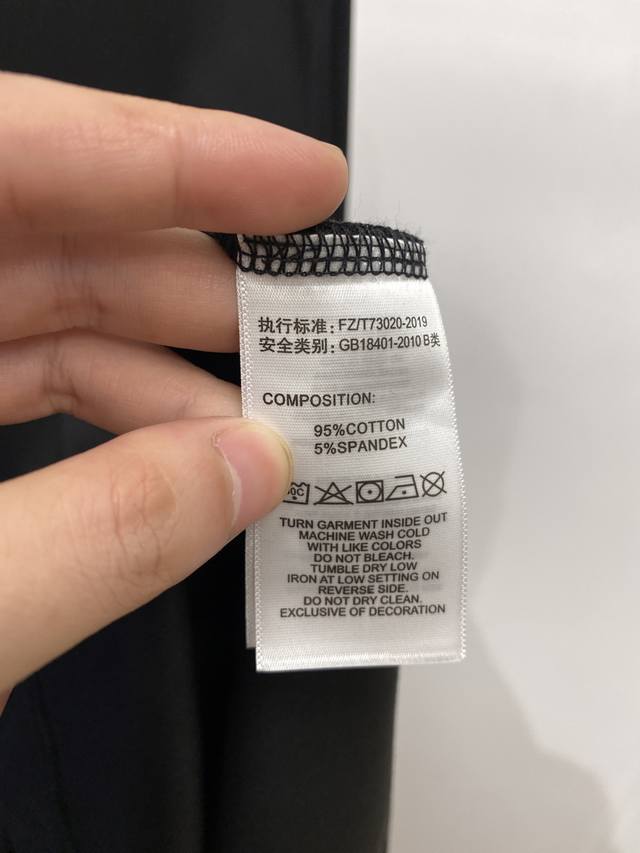 执行标准: FZ/T73020-2019
安全类别: GB18401-2010 B类
COMPOSITION:
95%COTTON
5%SPANDEX
TURN GARMENT INSIDE OUT
MACHINE WASH COLD
WITH LIKE COLORS
DO NOT BLEACH.
TUMBLE DRY LOW
IRON AT LOW SETTING ON
REVERSE SIDE.
DO NOT DRY CLEAN.
EXCLUSIVE OF DECORATION